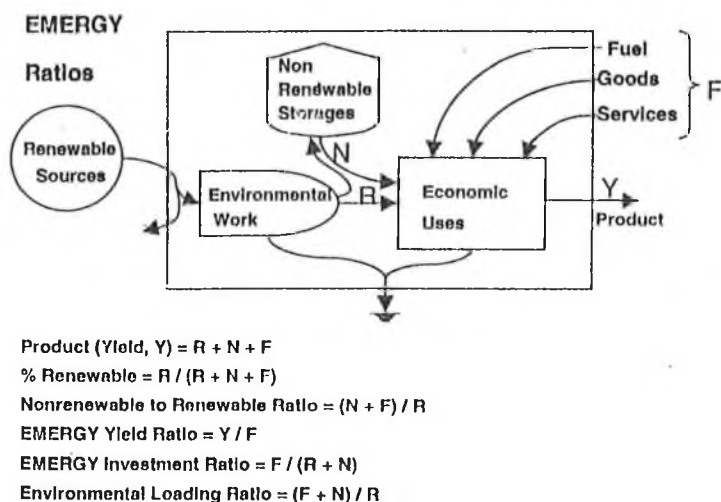 EMERGY
Ratios
Non
Renewable
Storages
Fuel
Goods
Services
F
Renewable
Sources
N
Environmental
Work
R
Economic
Uses
Y
Product
Product (Yield, Y) = R + N + F
% Renewable = R / (R + N + F)
Nonrenewable to Renewable Ratio = (N + F) / R
EMERGY Yield Ratio = Y / F
EMERGY Investment Ratio = F / (R + N)
Environmental Loading Ratio = (F + N) / R